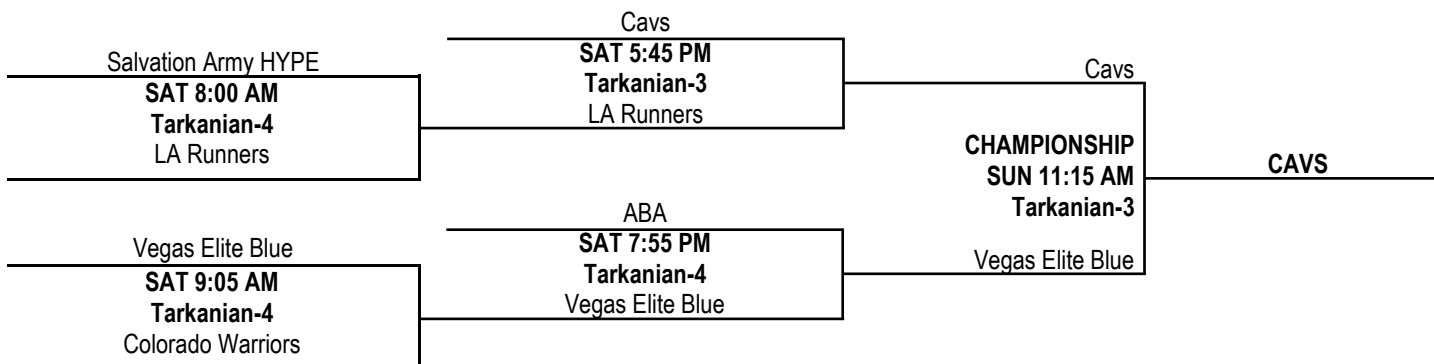 Salvation Army HYPE
SAT 8:00 AM
Tarkanian-4
LA Runners
Vegas Elite Blue
SAT 9:05 AM
Tarkanian-4
Colorado Warriors
Cavs
SAT 5:45 PM
Tarkanian-3
LA Runners
ABA
SAT 7:55 PM
Tarkanian-4
Vegas Elite Blue
Cavs
CHAMPIONSHIP
SUN 11:15 AM
Tarkanian-3
Vegas Elite Blue
CAVS